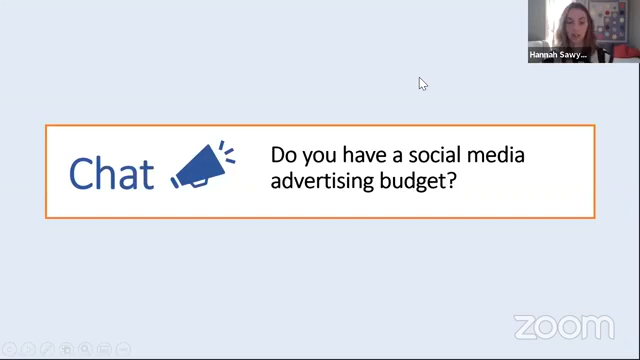 Hannah Sawy...
Chat
Do you have a social media
advertising budget?
zoom